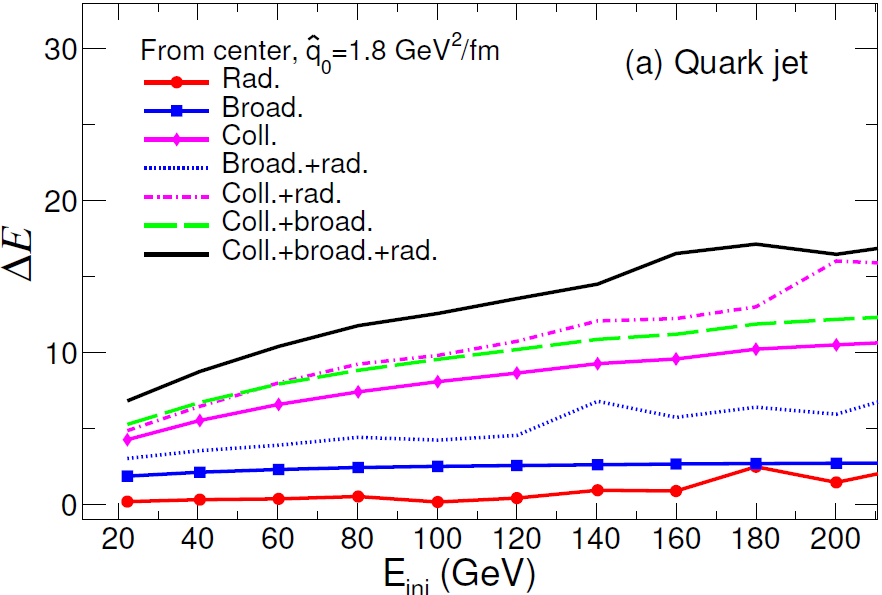 30
20
10
0
ΔE
From center, q̂₀=1.8 GeV²/fm
(a) Quark jet
Rad.
Broad.
Coll.
Broad.+rad.
Coll.+rad.
Coll.+broad.
Coll.+broad.+rad.
20 40 60 80 100 120 140 160 180 200
E_ini (GeV)